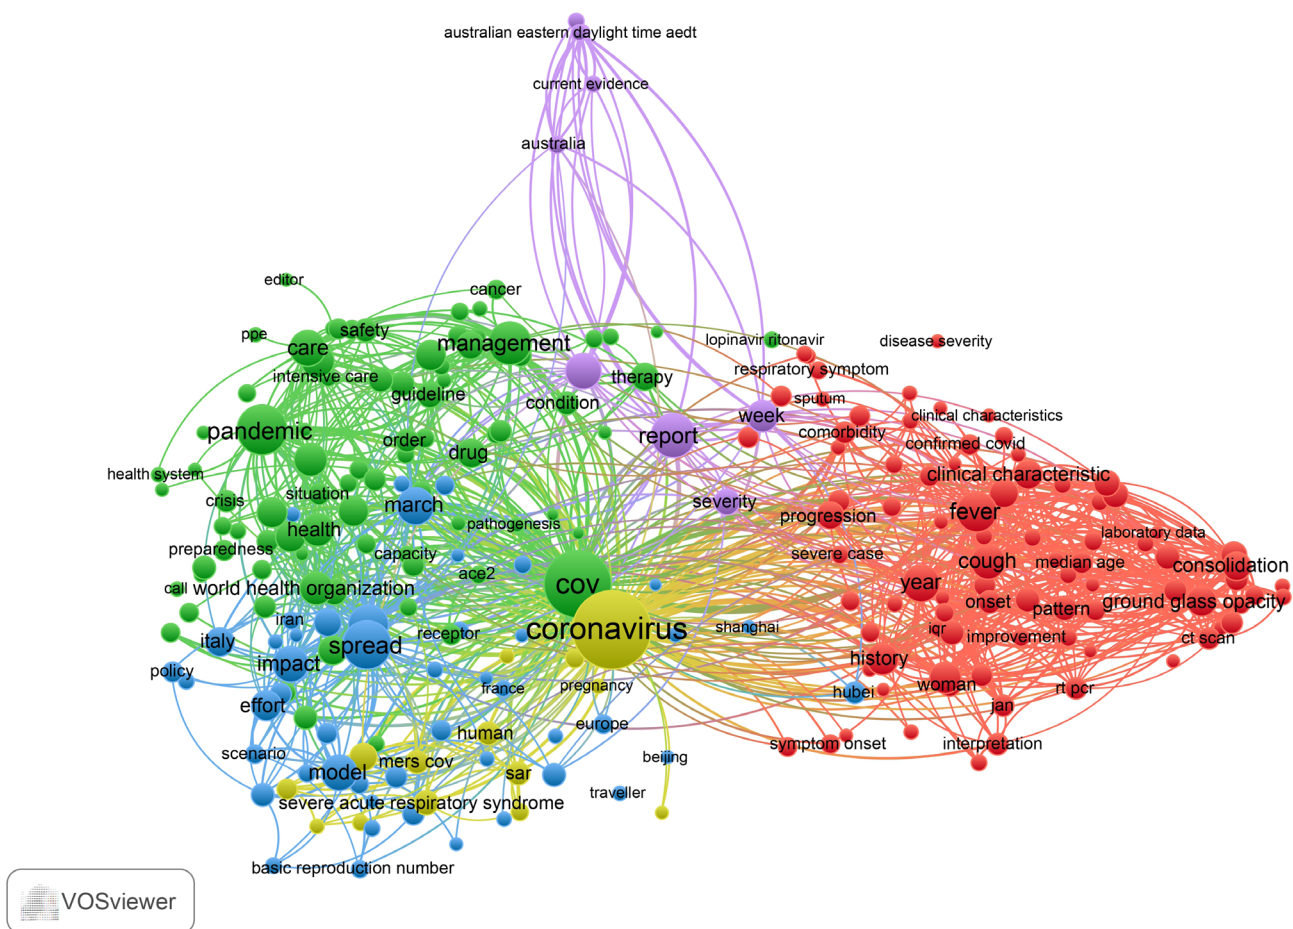 australian eastern daylight time aedt
current evidence
australia
editor
cancer
ppe
safety
care
management
lopinavir ritonavir
disease severity
intensive care
therapy
respiratory symptom
guideline
condition
sputum
week
clinical characteristics
pandemic
order
report
comorbidity
confirmed covid
drug
health system
clinical characteristic
crisis
situation
march
severity
progression
fever
health
pathogenesis
laboratory data
preparedness
capacity
severe case
cough
median age
consolidation
call
world health organization
ace2
cov
year
onset
pattern
ground glass opacity
iran
italy
spread
receptor
coronavirus
shanghai
iqr
improvement
ct scan
policy
impact
history
france
pregnancy
hubei
woman
rt pcr
effort
jan
human
europe
symptom onset
interpretation
scenario
model
mers cov
sar
beijing
traveller
severe acute respiratory syndrome
basic reproduction number
VOSviewer